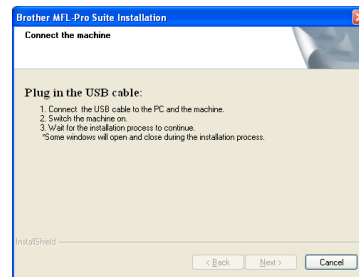 Brother MFL-Pro Suite Installation
Connect the machine
Plug in the USB cable:
1. Connect the USB cable to the PC and the machine.
2. Switch the machine on.
3. Wait for the installation process to continue.
*Some windows will open and close during the installation process.
InstallShield
< Back Next > Cancel